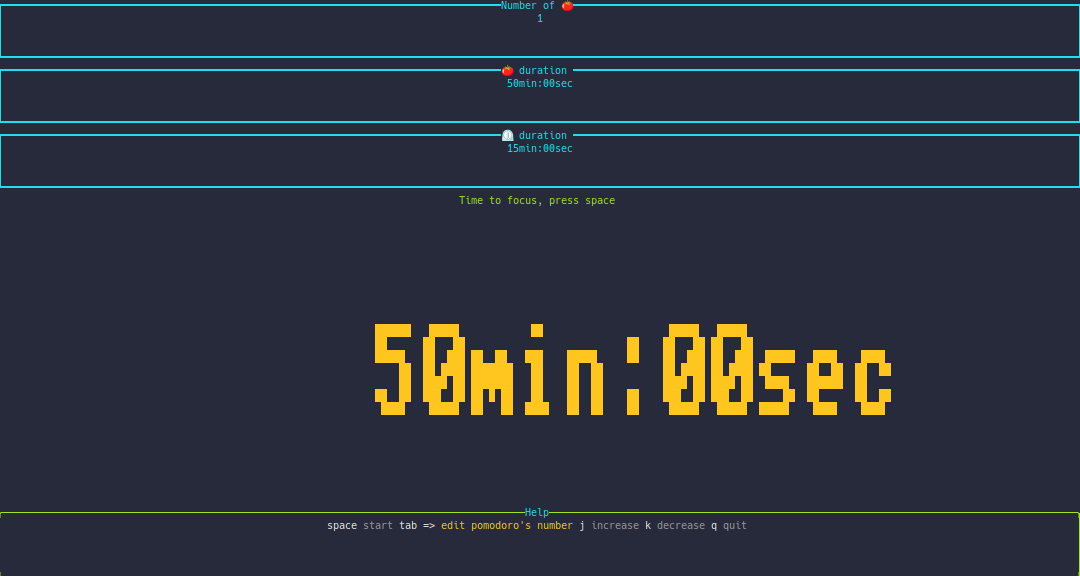 Number of 🍅
1
🍅 duration
50min:00sec
⏲ duration
15min:00sec
Time to focus, press space
50min:00sec
Help
space start tab => edit pomodoro's number j increase k decrease q quit